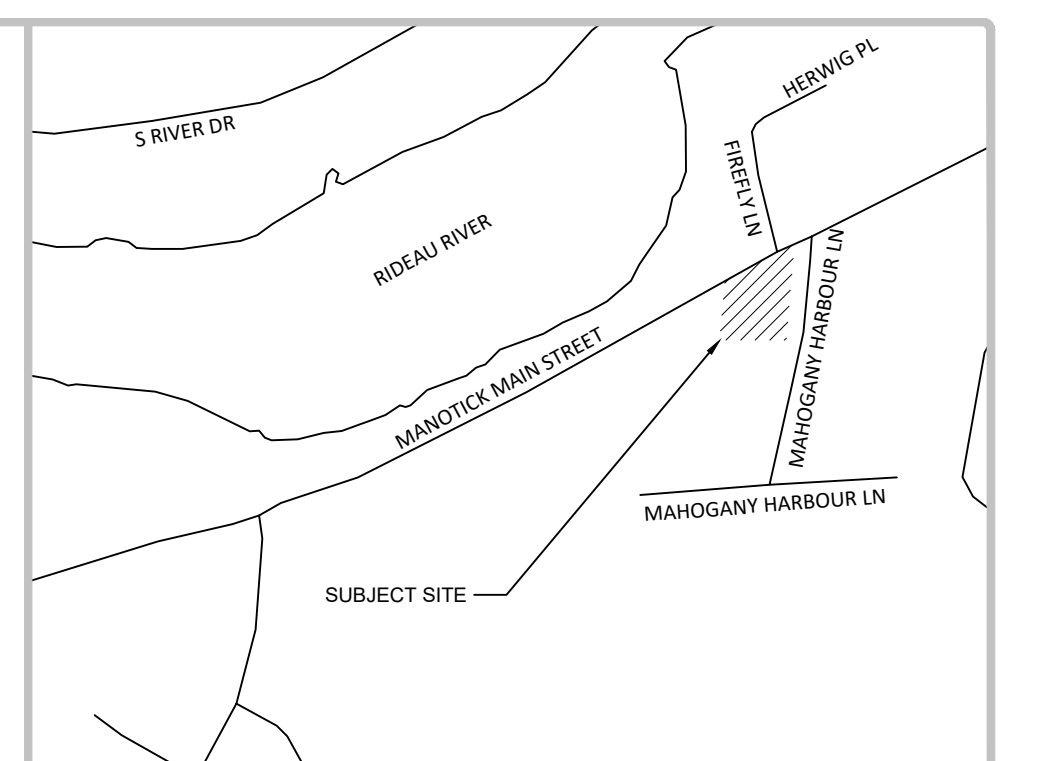 HERWIG PL
S RIVER DR
FIREFLY LN
RIDEAU RIVER
MAHOGANY HARBOUR LN
MANOTICK MAIN STREET
MAHOGANY HARBOUR LN
SUBJECT SITE